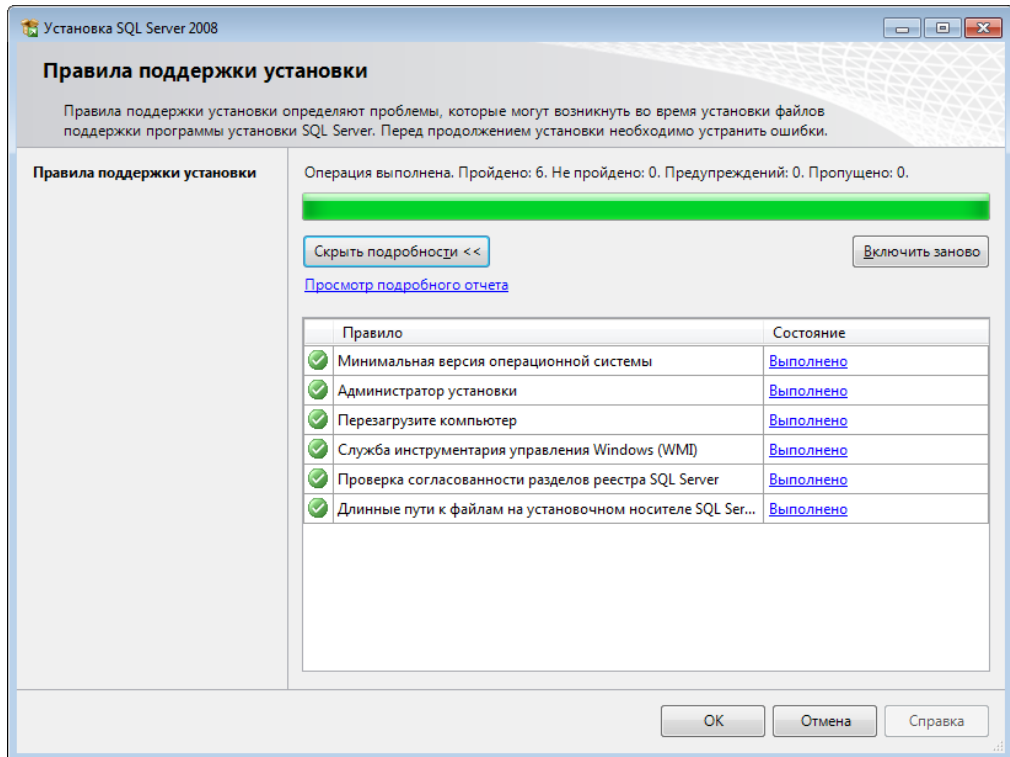 Установка SQL Server 2008
Правила поддержки установки
Правила поддержки установки определяют проблемы, которые могут возникнуть во время установки файлов
поддержки программы установки SQL Server. Перед продолжением установки необходимо устранить ошибки.
Правила поддержки установки
Операция выполнена. Пройдено: 6. Не пройдено: 0. Предупреждений: 0. Пропущено: 0.
Скрыть подробности <<
Включить заново
Просмотр подробного отчета
Правило Состояние
Минимальная версия операционной системы Выполнено
Администратор установки Выполнено
Перезагрузите компьютер Выполнено
Служба инструментария управления Windows (WMI) Выполнено
Проверка согласованности разделов реестра SQL Server Выполнено
Длинные пути к файлам на установочном носителе SQL Ser... Выполнено
OK Отмена Справка